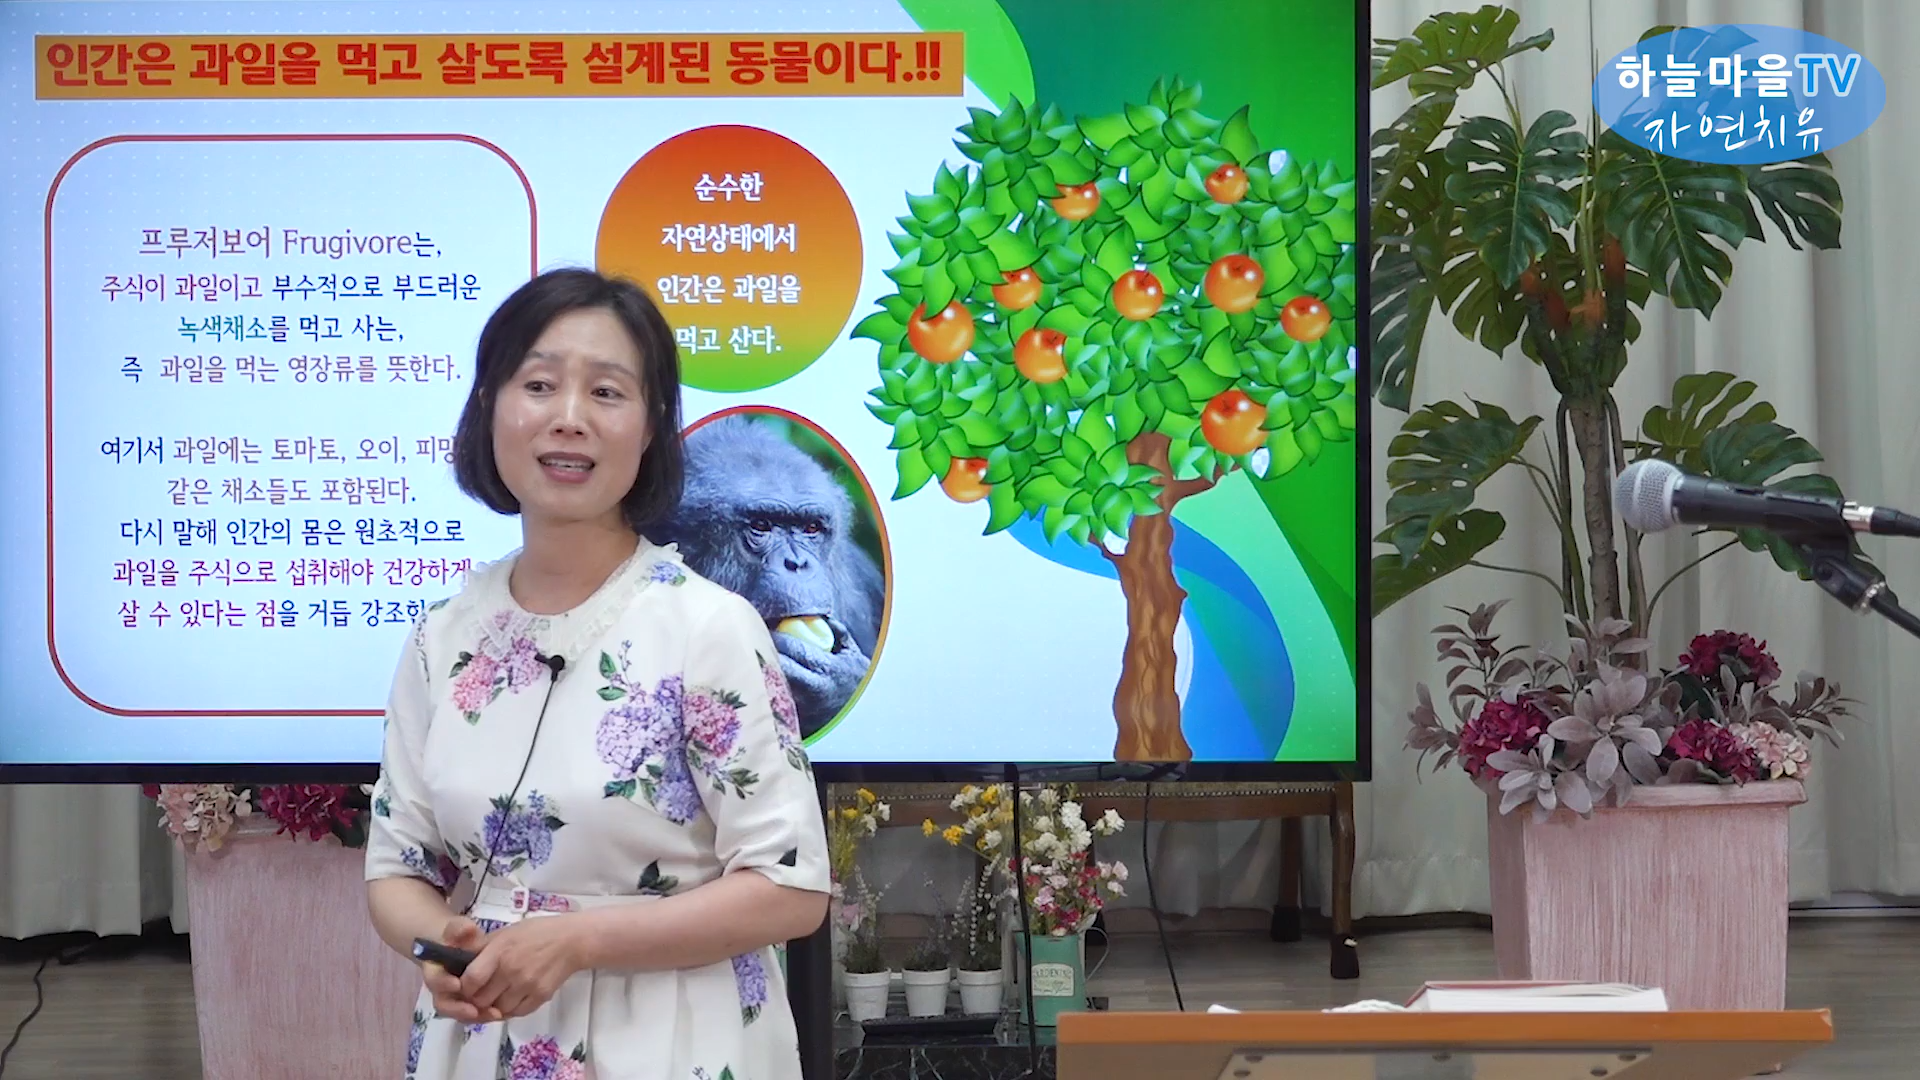 인간은 과일을 먹고 살도록 설계된 동물이다.!!
하늘마을TV
자연치유
프루저보어 Frugivore는,
주식이 과일이고 부수적으로 부드러운
녹색채소를 먹고 사는,
즉 과일을 먹는 영장류를 뜻한다.
여기서 과일에는 토마토, 오이, 피망
같은 채소들도 포함된다.
다시 말해 인간의 몸은 원초적으로
과일을 주식으로 섭취해야 건강하게
살 수 있다는 점을 거듭 강조한
순수한
자연상태에서
인간은 과일을
먹고 산다.
GARDENING